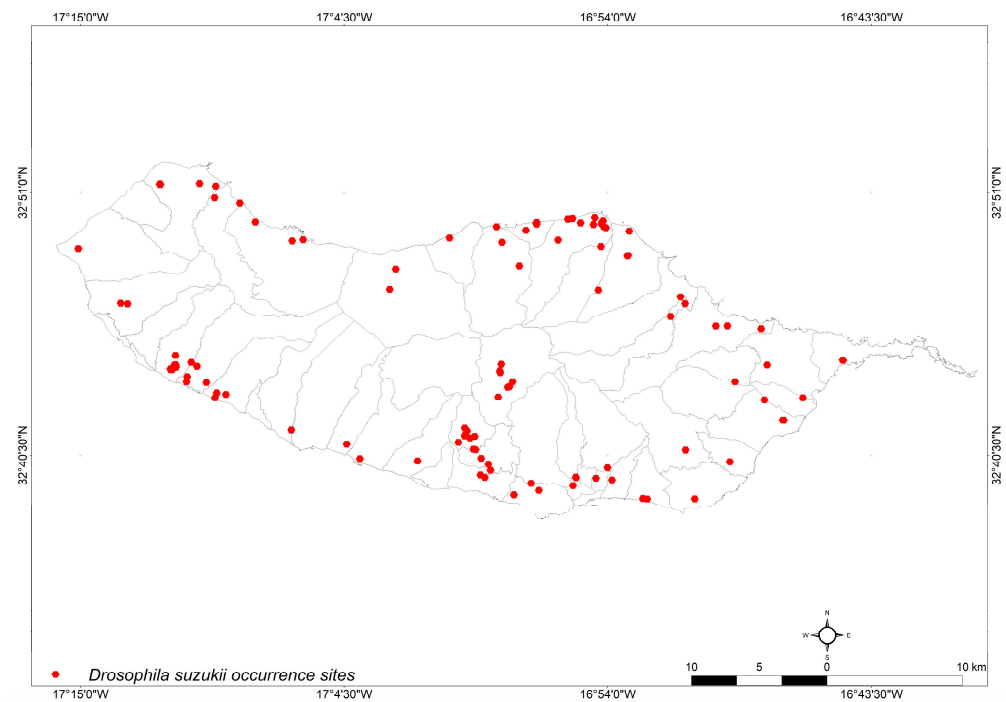 17°15'0"W 17°4'30"W 16°54'0"W 16°43'30"W
32°51'0"N 32°51'0"N
32°40'30"N 32°40'30"N
N
W E
S
Drosophila suzukii occurrence sites
10 5 0 10 km
17°15'0"W 17°4'30"W 16°54'0"W 16°43'30"W